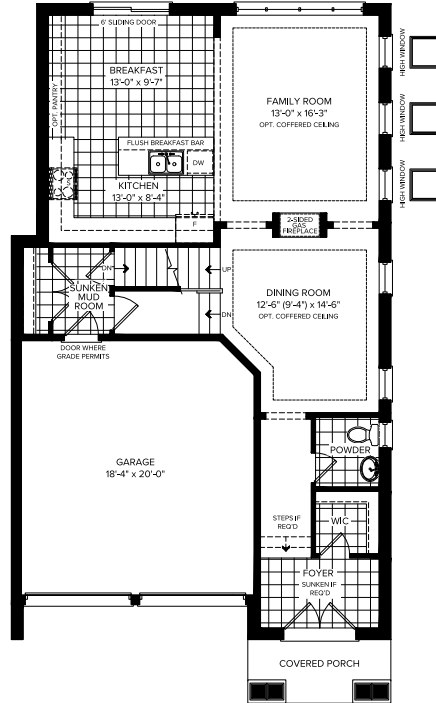 6' SLIDING DOOR
BREAKFAST
13'-0" x 9'-7"
OPT. PANTRY
FLUSH BREAKFAST BAR
DW
KITCHEN
13'-0" x 8'-4"
F
FAMILY ROOM
13'-0" x 16'-3"
OPT. COFFERED CEILING
HIGH WINDOW
HIGH WINDOW
HIGH WINDOW
2-SIDED
GAS
FIREPLACE
DN
UP
DN
SUNKEN
MUD
ROOM
DINING ROOM
12'-6" (9'-4") x 14'-6"
OPT. COFFERED CEILING
DOOR WHERE
GRADE PERMITS
GARAGE
18'-4" x 20'-0"
POWDER
STEPS IF
REQ'D
WIC
FOYER
SUNKEN IF
REQ'D
COVERED PORCH